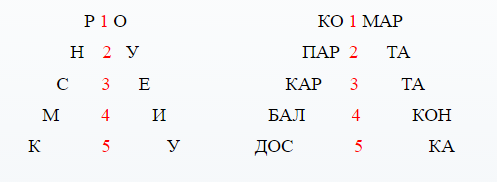 Р 1 О КО 1 МАР
Н 2 У ПАР 2 ТА
С 3 Е КАР 3 ТА
М 4 И БАЛ 4 КОН
К 5 У ДОС 5 КА